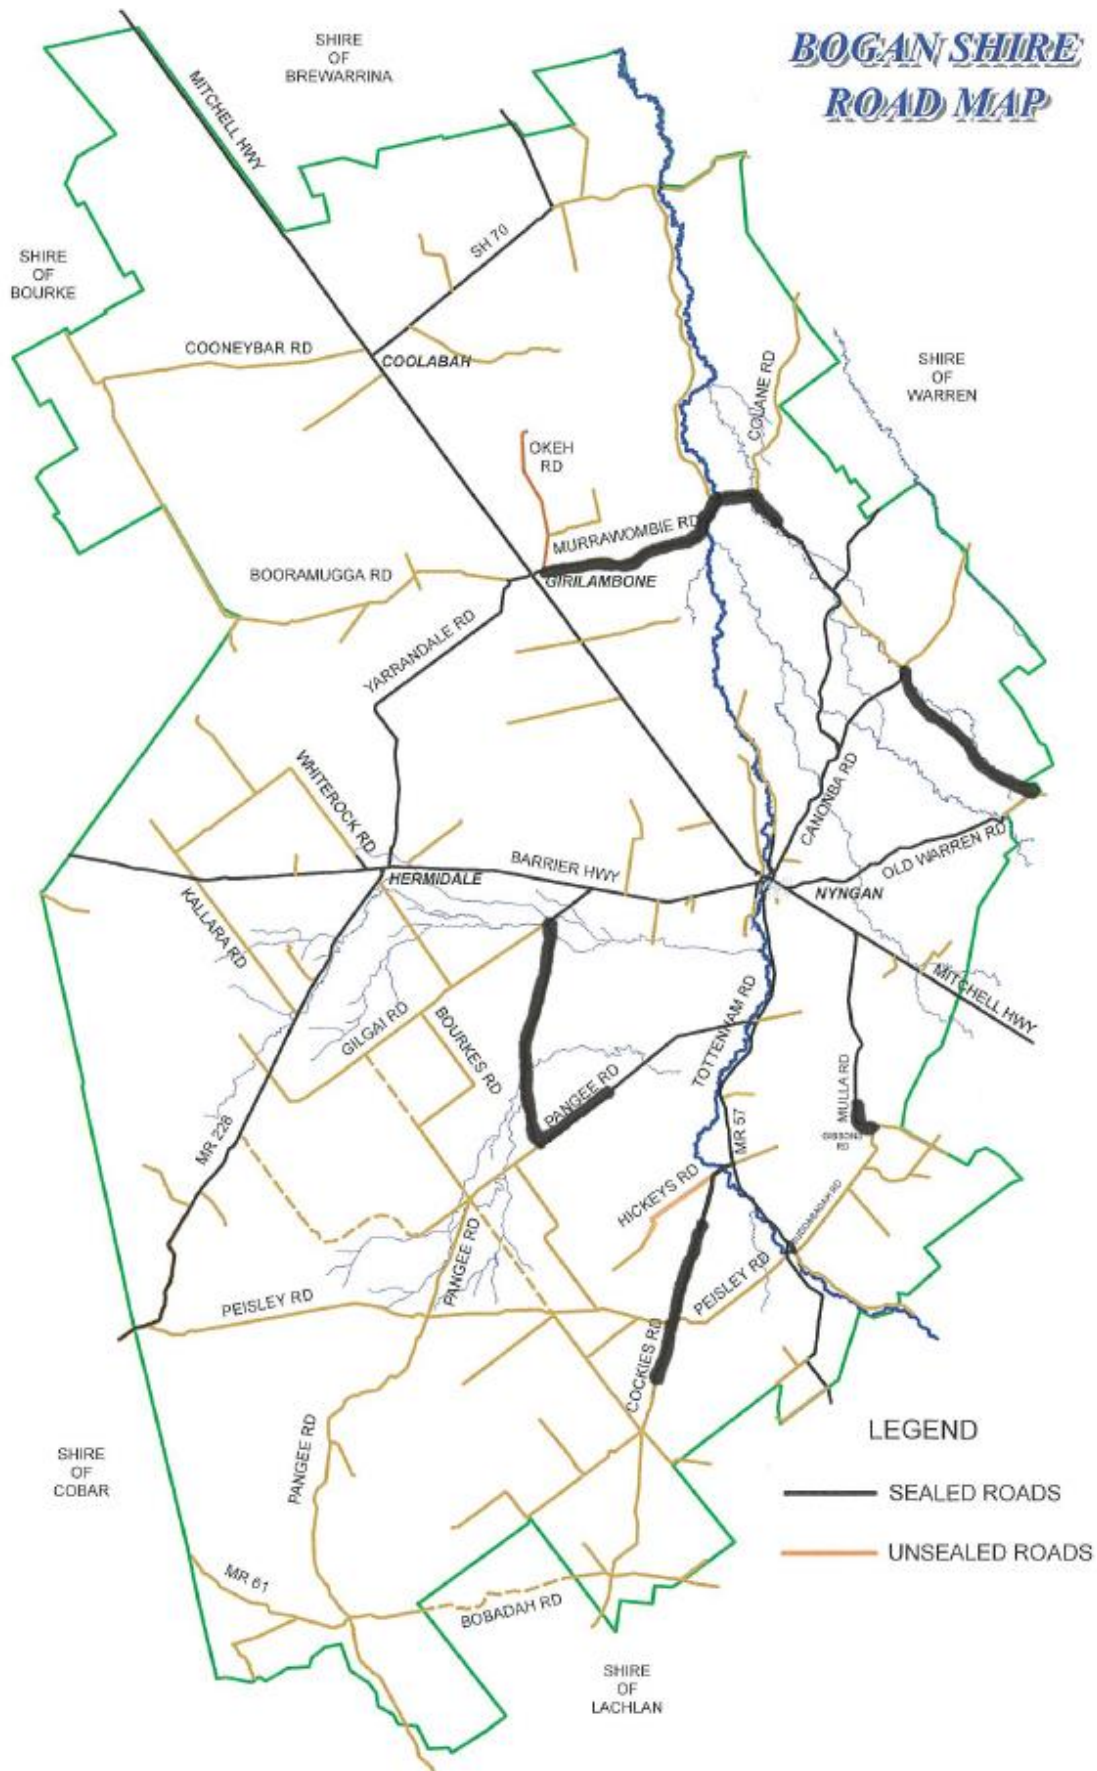 BOGAN SHIRE
ROAD MAP
SHIRE
OF
BREWARRINA
MITCHELL HWY
SH 70
SHIRE
OF
BOURKE
COONEYBAR RD
COOLABAH
SHIRE
OF
WARREN
COLANE RD
OKEH
RD
MURRAWOMBIE RD
BOORAMUGGA RD
GIRILAMBONE
YARRANDALE RD
WHITEROCK RD
CANONBA RD
OLD WARREN RD
BARRIER HWY
HERMIDALE
NYNGAN
KALLARA RD
MITCHELL HWY
TOTTENHAM RD
GILGAI RD
BOURKES RD
PANGEE RD
MULLA RD
GIBSONS
RD
MR 228
MR 57
HICKEYS RD
BUDDABADAH RD
PANGEE RD
PEISLEY RD
PEISLEY RD
COCKIES RD
PANGEE RD
LEGEND
SHIRE
OF
COBAR
SEALED ROADS
UNSEALED ROADS
MR 61
BOBADAH RD
SHIRE
OF
LACHLAN